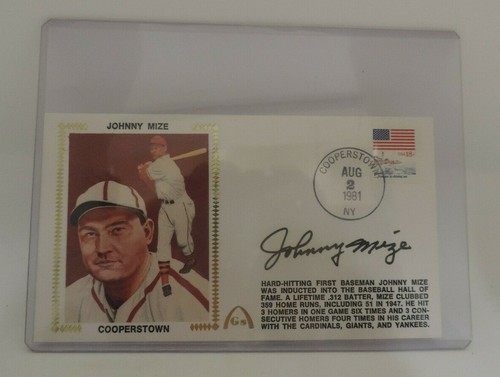 JOHNNY MIZE
COOPERSTOWN
AUG
2
1981
NY
Johnny Mize
HARD-HITTING FIRST BASEMAN JOHNNY MIZE
WAS INDUCTED INTO THE BASEBALL HALL OF
FAME. A LIFETIME .312 BATTER, MIZE CLUBBED
359 HOME RUNS, INCLUDING 51 IN 1947. HE HIT
3 HOMERS IN ONE GAME SIX TIMES AND 3 CON-
SECUTIVE HOMERS FOUR TIMES IN HIS CAREER
WITH THE CARDINALS, GIANTS, AND YANKEES.
COOPERSTOWN
Gs